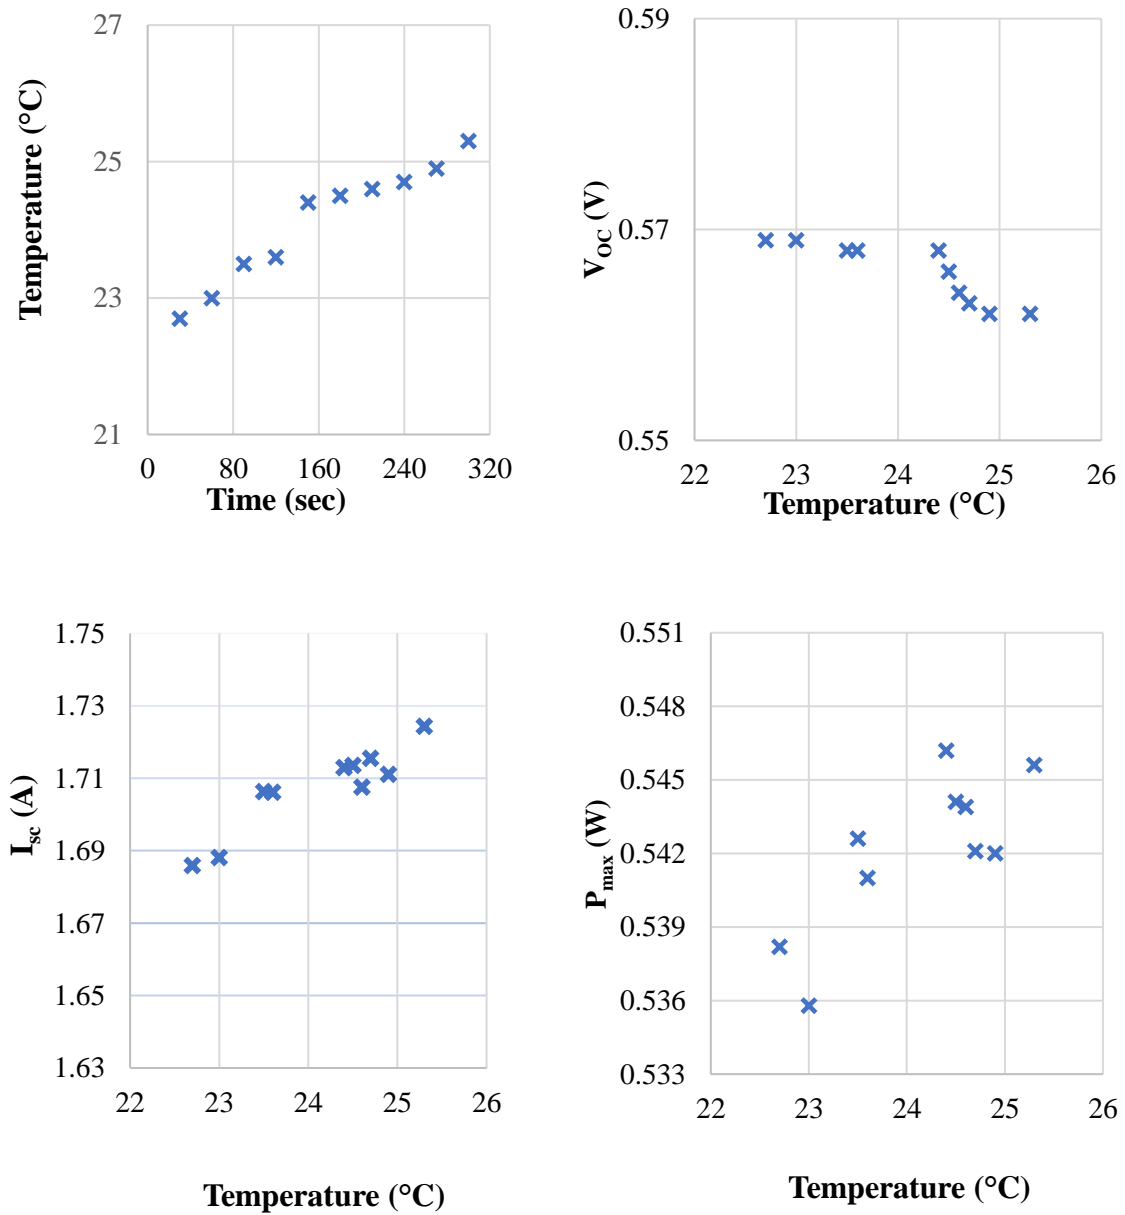 27
25
23
21
Temperature (°C)
0 80 160 240 320
Time (sec)
0.59
0.57
0.55
V_OC (V)
22 23 24 25 26
Temperature (°C)
1.75
1.73
1.71
1.69
1.67
1.65
1.63
I_sc (A)
22 23 24 25 26
Temperature (°C)
0.551
0.548
0.545
0.542
0.539
0.536
0.533
P_max (W)
22 23 24 25 26
Temperature (°C)